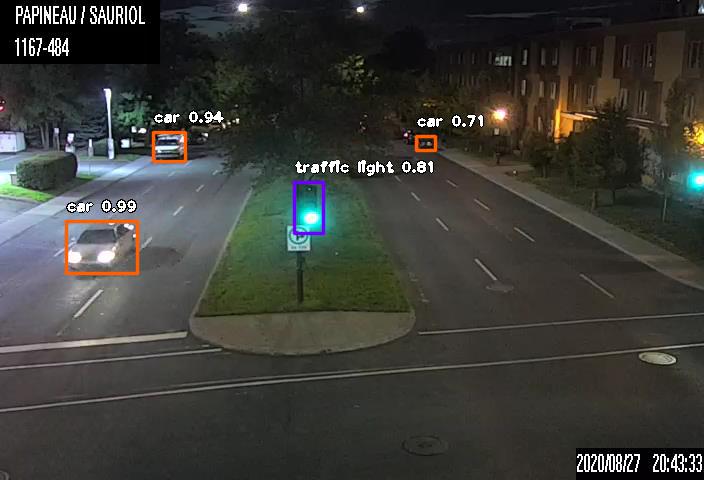 PAPINEAU / SAURIOL
1167-484
car 0.94
car 0.71
traffic light 0.81
car 0.99
P
2020/08/27 20:43:33